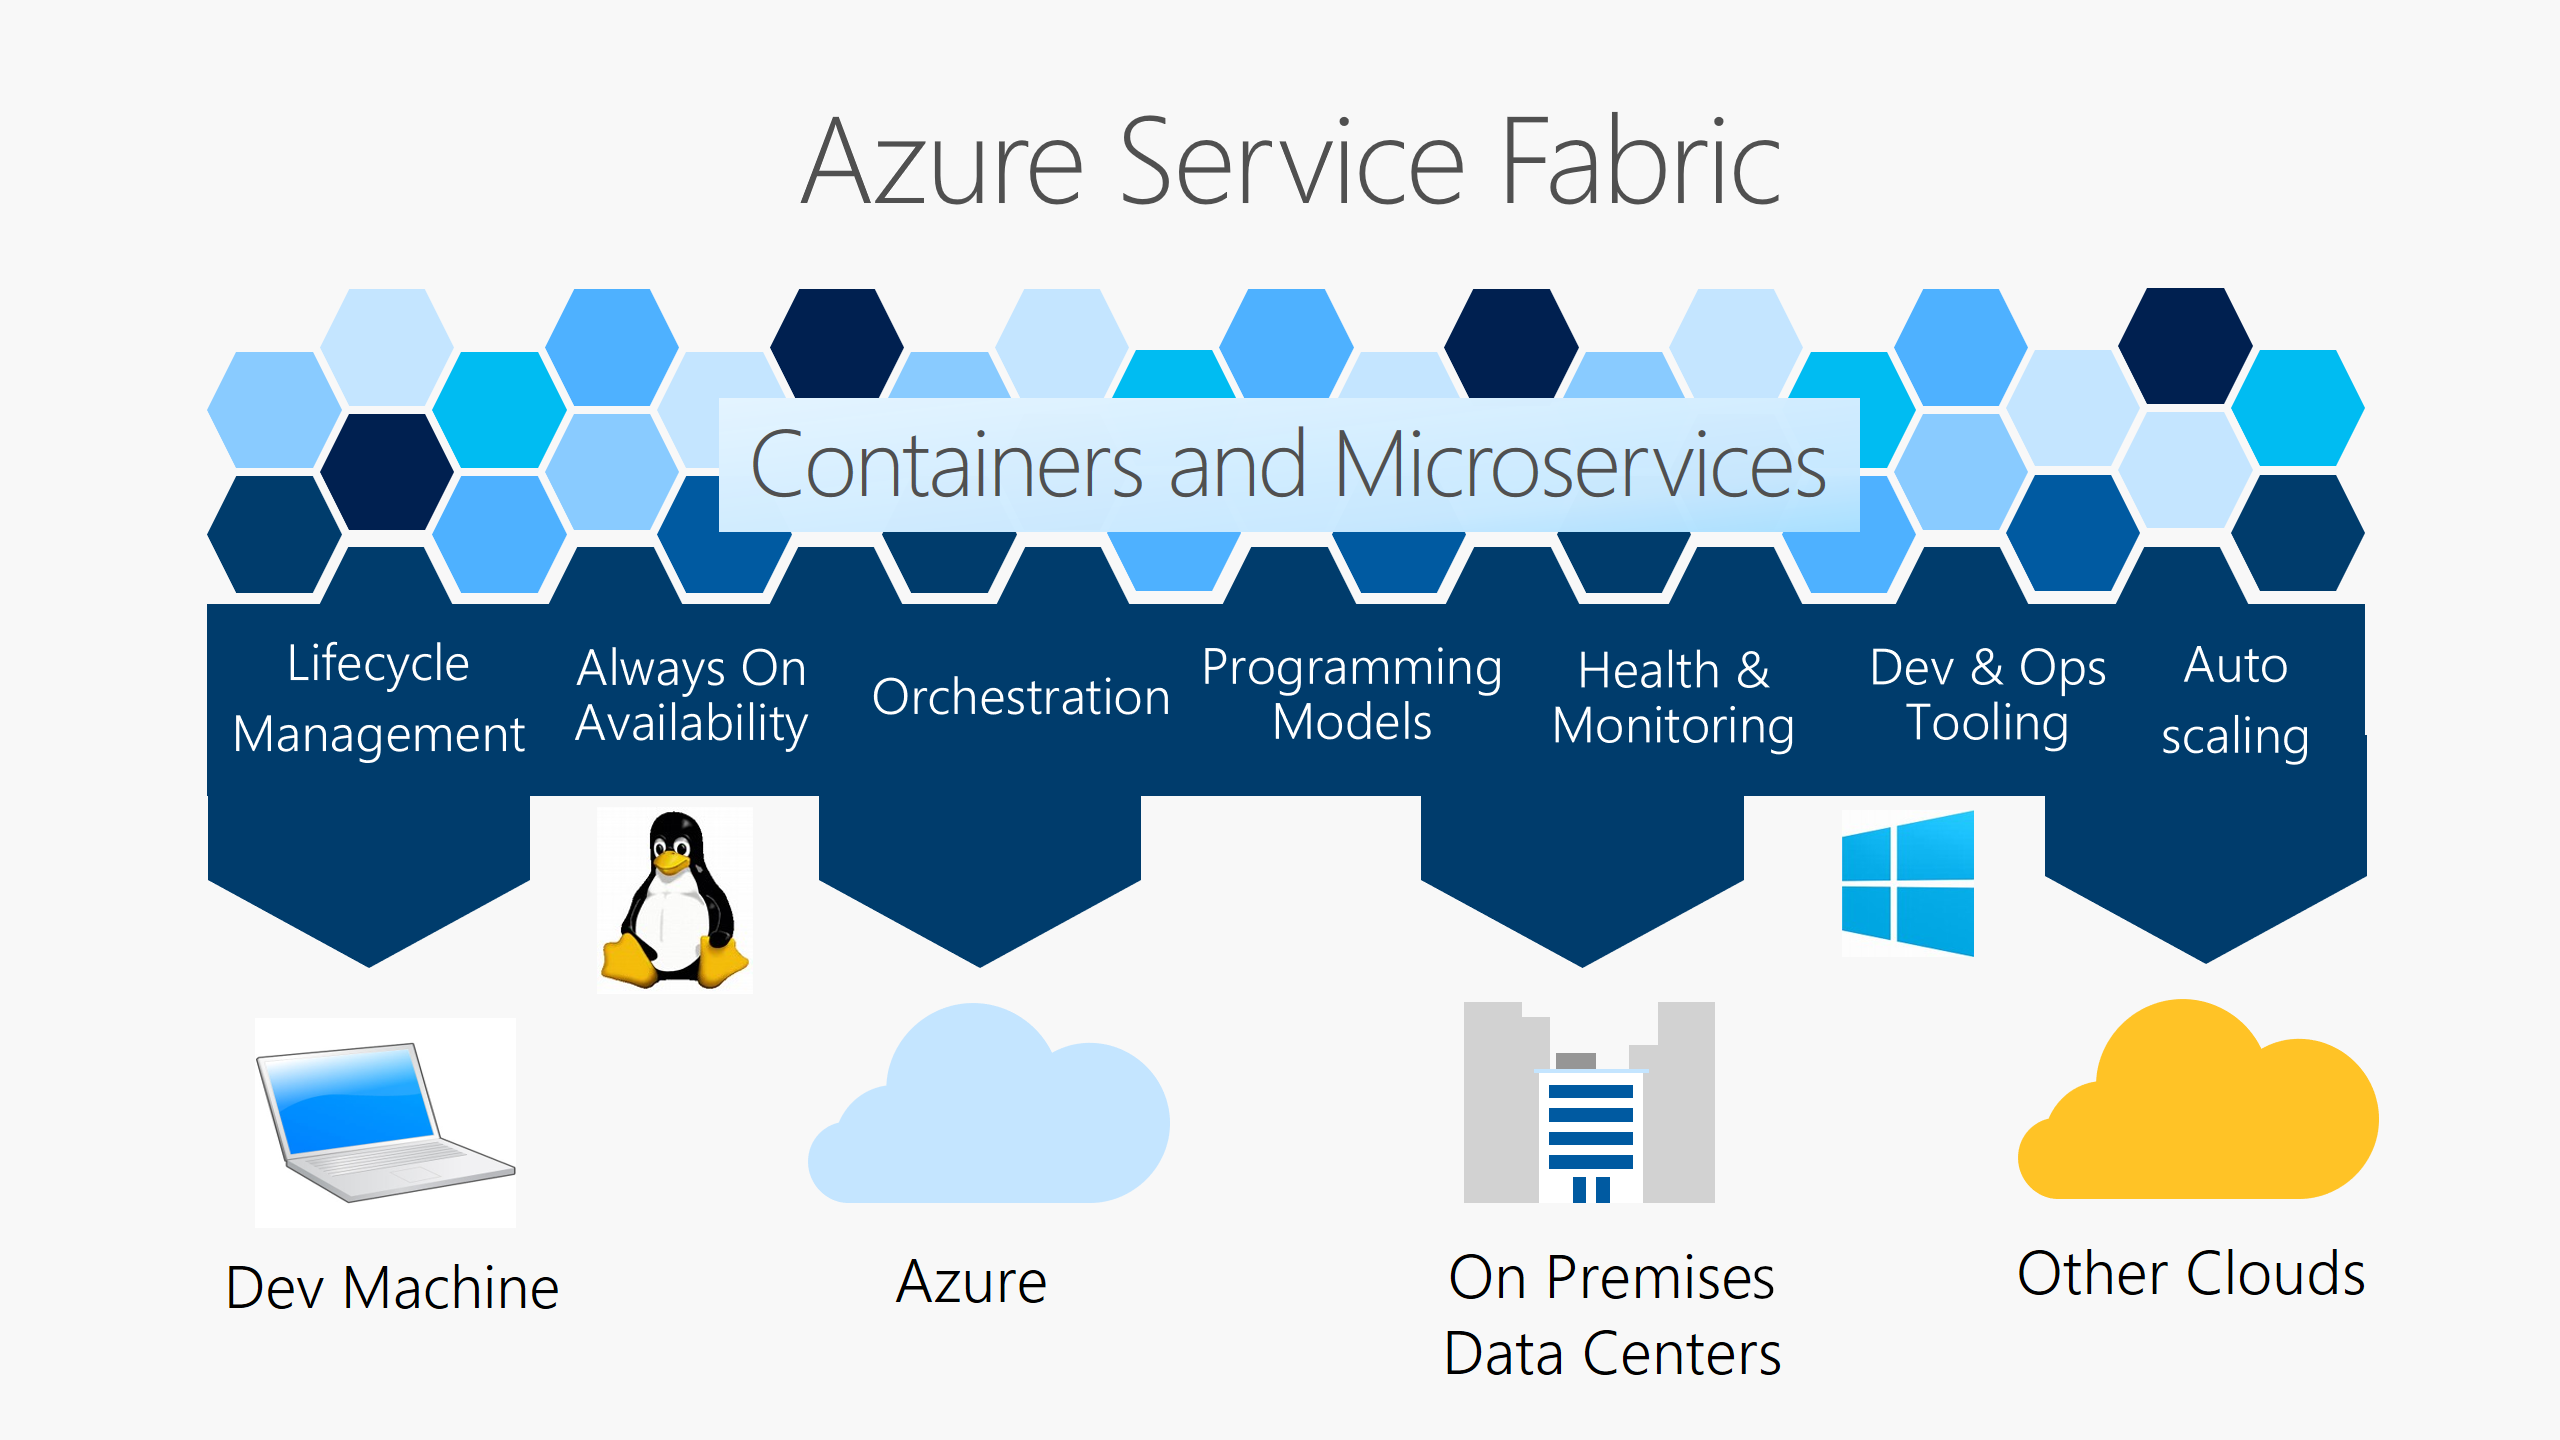 Azure Service Fabric
Containers and Microservices
Lifecycle
Management
Always On
Availability
Orchestration
Programming
Models
Health &
Monitoring
Dev & Ops
Tooling
Auto
scaling
Dev Machine
Azure
On Premises
Data Centers
Other Clouds